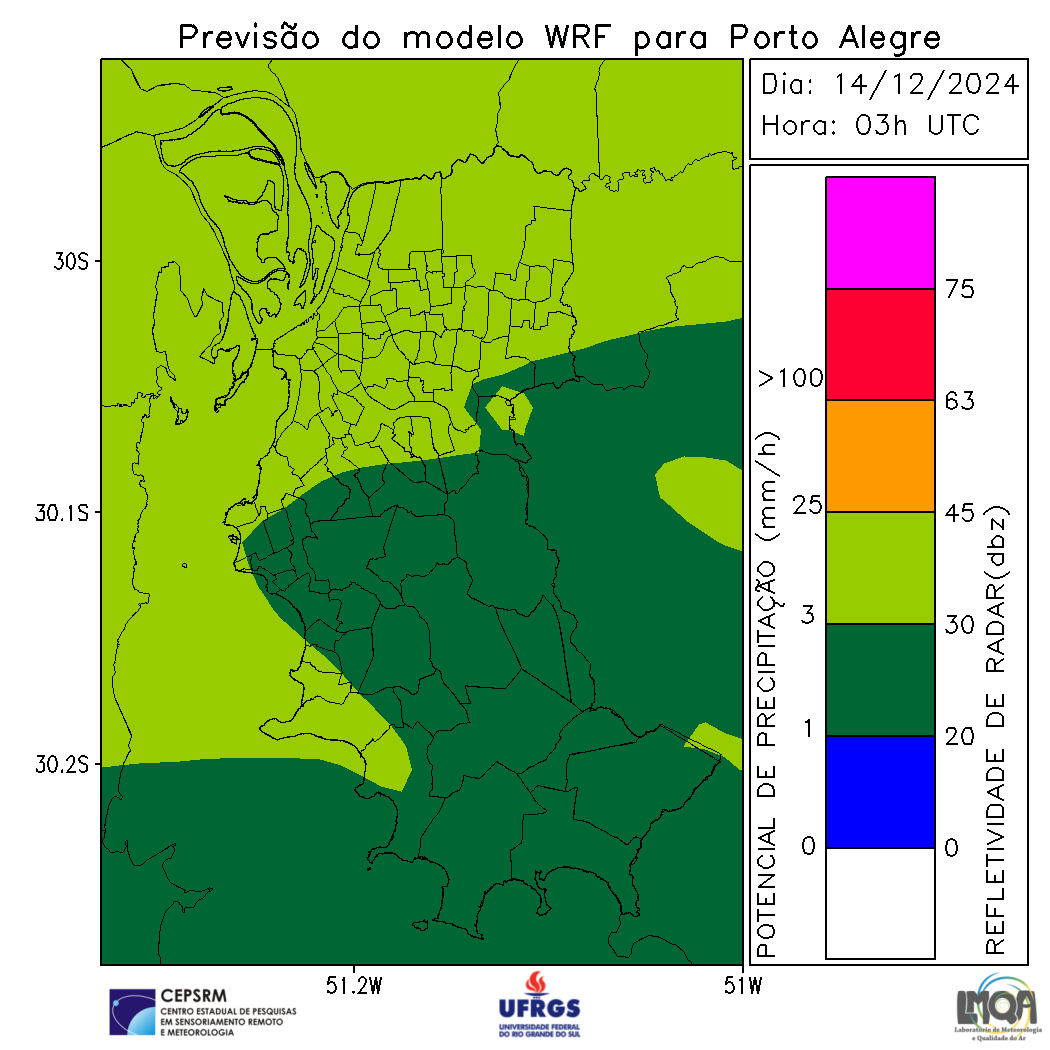 Previsão do modelo WRF para Porto Alegre
Dia: 14/12/2024
Hora: 03h UTC
30S
30.1S
30.2S
51.2W
51W
POTENCIAL DE PRECIPITAÇÃO (mm/h)
>100
25
3
1
0
75
63
45
30
20
0
REFLETIVIDADE DE RADAR(dbz)
CEPSRM
CENTRO ESTADUAL DE PESQUISAS
EM SENSORIAMENTO REMOTO
E METEOROLOGIA
UFRGS
UNIVERSIDADE FEDERAL
DO RIO GRANDE DO SUL
LMQA
Laboratório de Meteorologia
e Qualidade do Ar